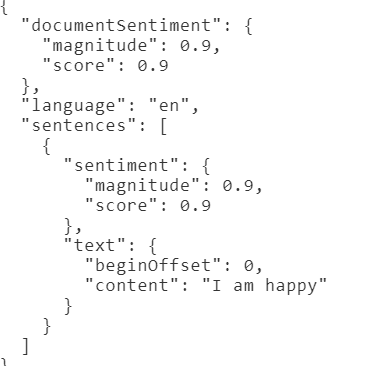 {
  "documentSentiment": {
    "magnitude": 0.9,
    "score": 0.9
  },
  "language": "en",
  "sentences": [
    {
      "sentiment": {
        "magnitude": 0.9,
        "score": 0.9
      },
      "text": {
        "beginOffset": 0,
        "content": "I am happy"
      }
    }
  ]
}